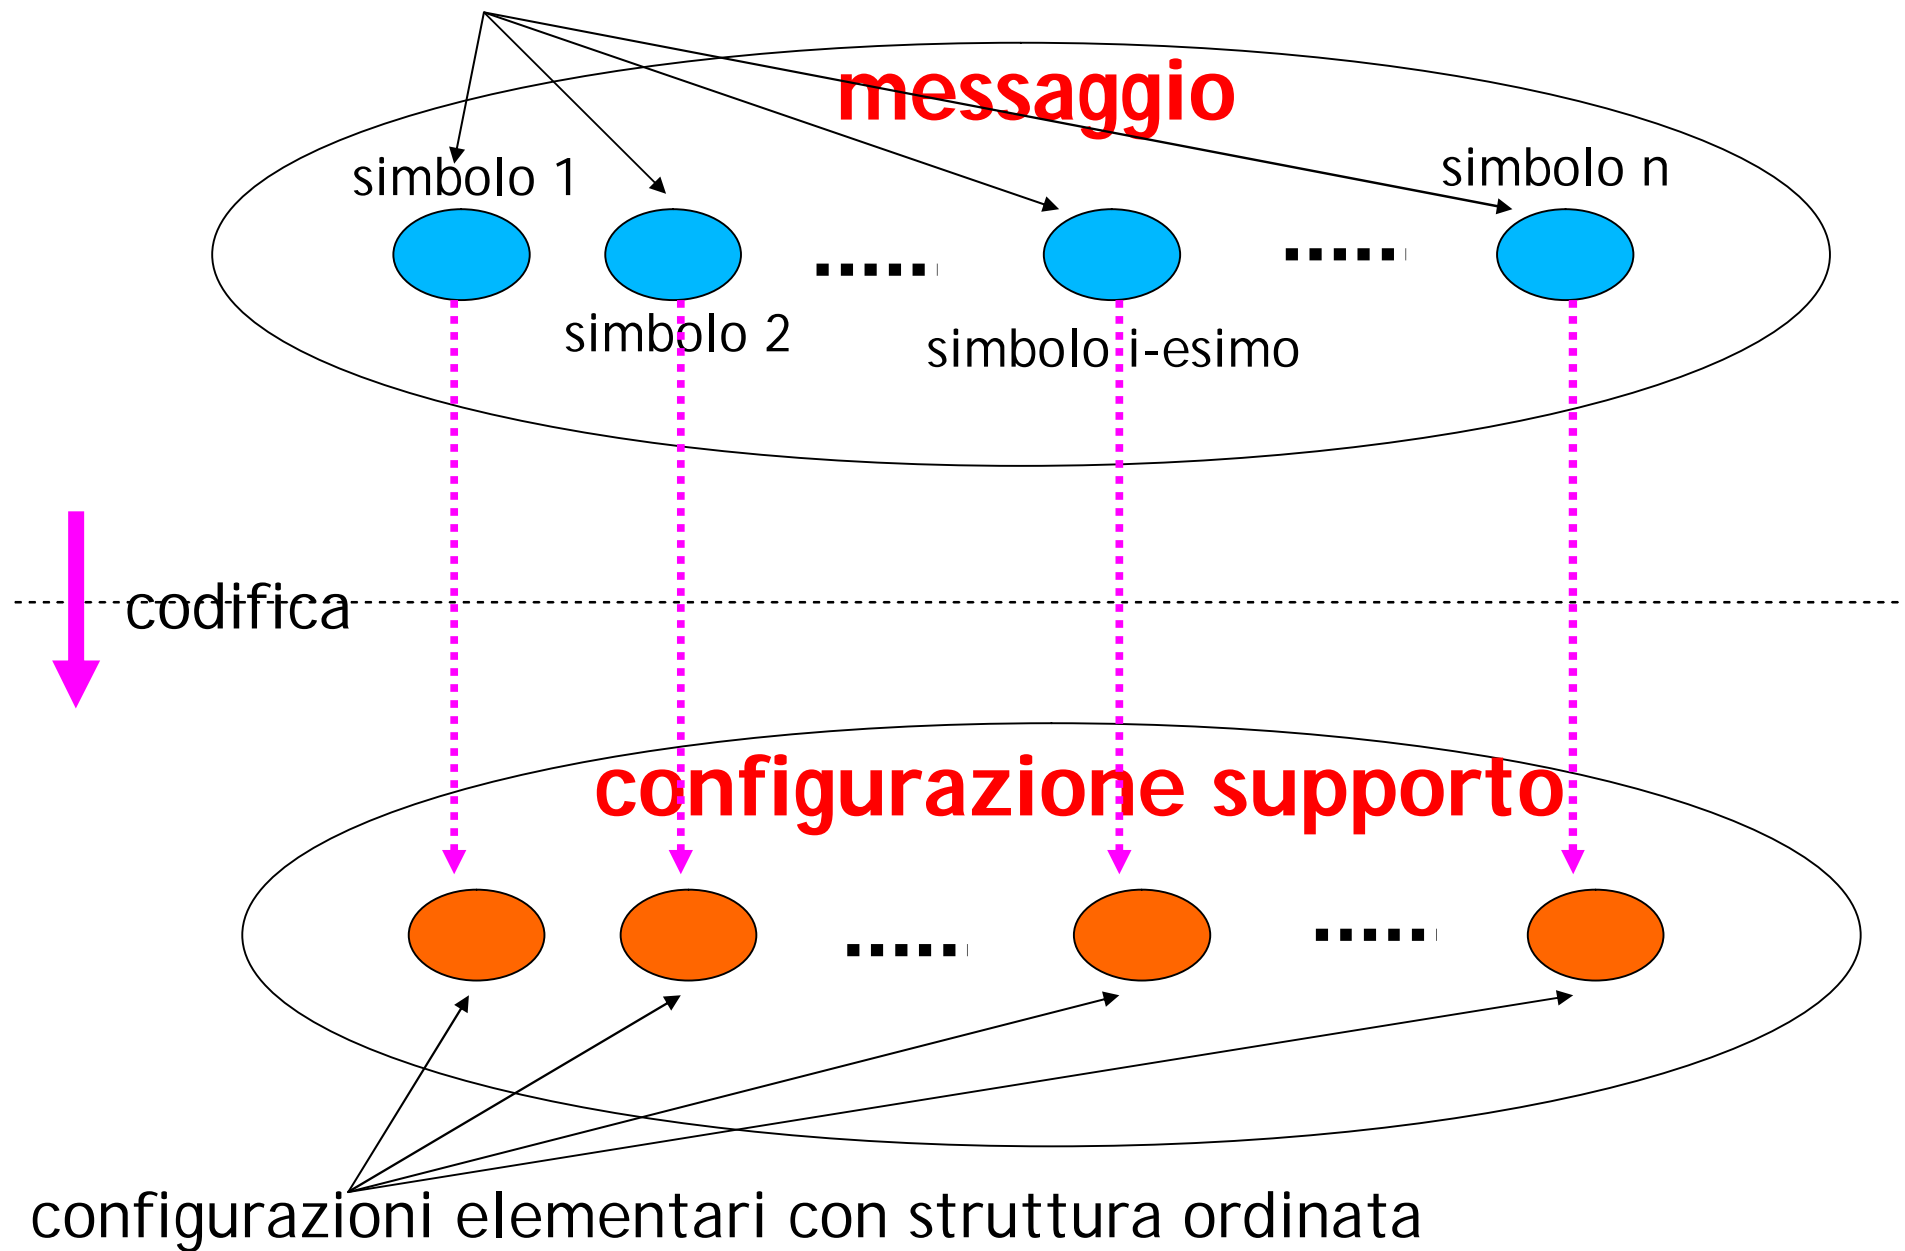 messaggio
simbolo 1
simbolo n
simbolo 2
simbolo i-esimo
codifica
configurazione supporto
configurazioni elementari con struttura ordinata